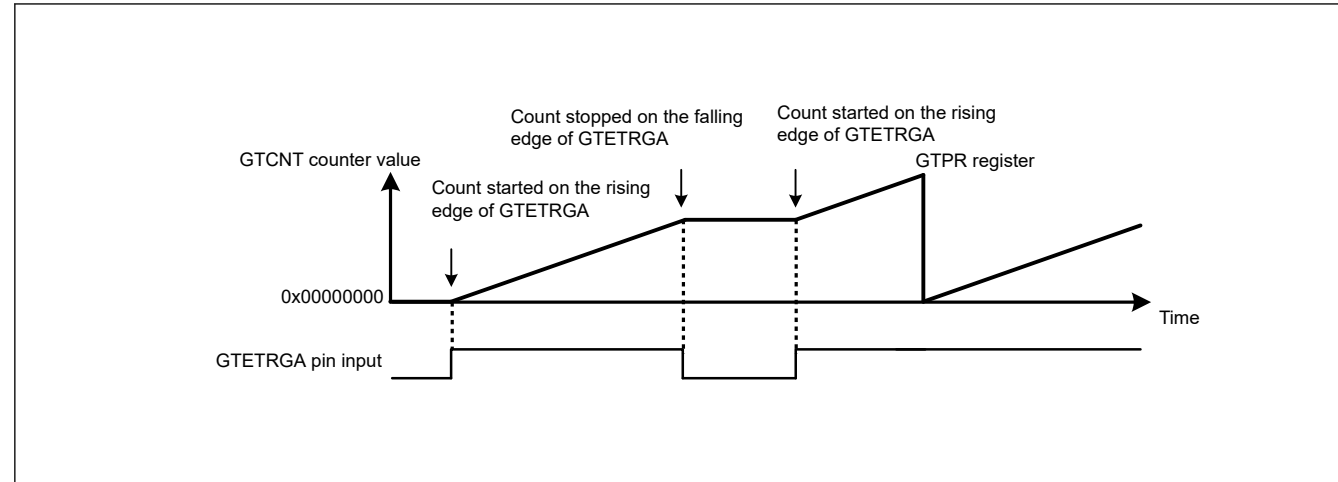 Count stopped on the falling
edge of GTETRGA
Count started on the rising
edge of GTETRGA
GTCNT counter value
GTPR register
Count started on the rising
edge of GTETRGA
0x00000000
Time
GTETRGA pin input